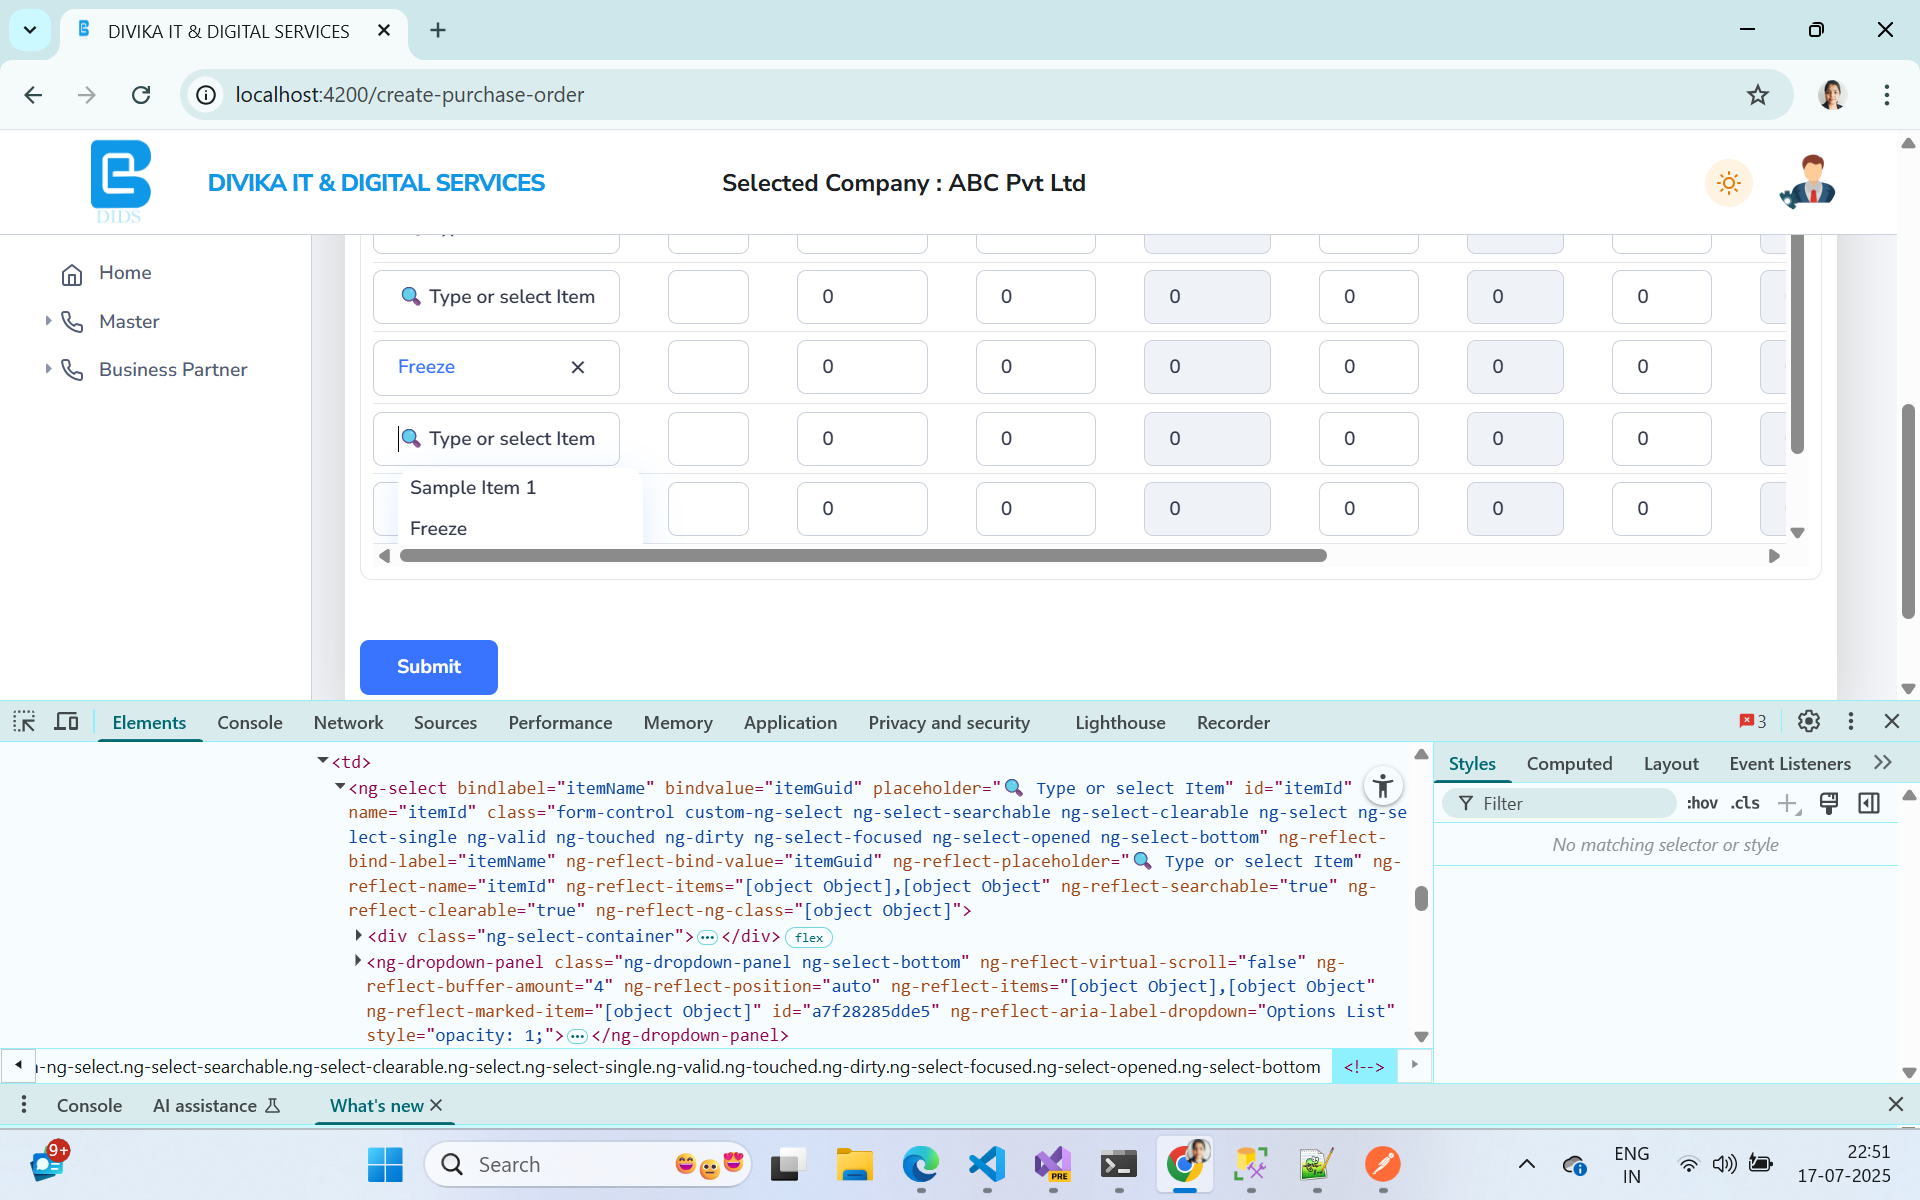 DIVIKA IT & DIGITAL SERVICES
localhost:4200/create-purchase-order
DIDS
DIVIKA IT & DIGITAL SERVICES
Selected Company : ABC Pvt Ltd
Home
Master
Business Partner
🔍 Type or select Item 0 0 0 0 0 0
Freeze × 0 0 0 0 0 0
🔍 Type or select Item 0 0 0 0 0 0
Sample Item 1
0 0 0 0 0 0
Freeze
Submit
Elements Console Network Sources Performance Memory Application Privacy and security Lighthouse Recorder 3
<td>
<ng-select bindlabel="itemName" bindvalue="itemGuid" placeholder="🔍 Type or select Item" id="itemId"
name="itemId" class="form-control custom-ng-select ng-select-searchable ng-select-clearable ng-select ng-se
lect-single ng-valid ng-touched ng-dirty ng-select-focused ng-select-opened ng-select-bottom" ng-reflect-
bind-label="itemName" ng-reflect-bind-value="itemGuid" ng-reflect-placeholder="🔍 Type or select Item" ng-
reflect-name="itemId" ng-reflect-items="[object Object],[object Object" ng-reflect-searchable="true" ng-
reflect-clearable="true" ng-reflect-ng-class="[object Object]">
<div class="ng-select-container">…</div> flex
<ng-dropdown-panel class="ng-dropdown-panel ng-select-bottom" ng-reflect-virtual-scroll="false" ng-
reflect-buffer-amount="4" ng-reflect-position="auto" ng-reflect-items="[object Object],[object Object"
ng-reflect-marked-item="[object Object]" id="a7f28285dde5" ng-reflect-aria-label-dropdown="Options List"
style="opacity: 1;">…</ng-dropdown-panel>
-ng-select.ng-select-searchable.ng-select-clearable.ng-select.ng-select-single.ng-valid.ng-touched.ng-dirty.ng-select-focused.ng-select-opened.ng-select-bottom <!-->
Styles Computed Layout Event Listeners
Filter :hov .cls
No matching selector or style
Console AI assistance What's new
9+
Search
PRE
ENG
IN
22:51
17-07-2025